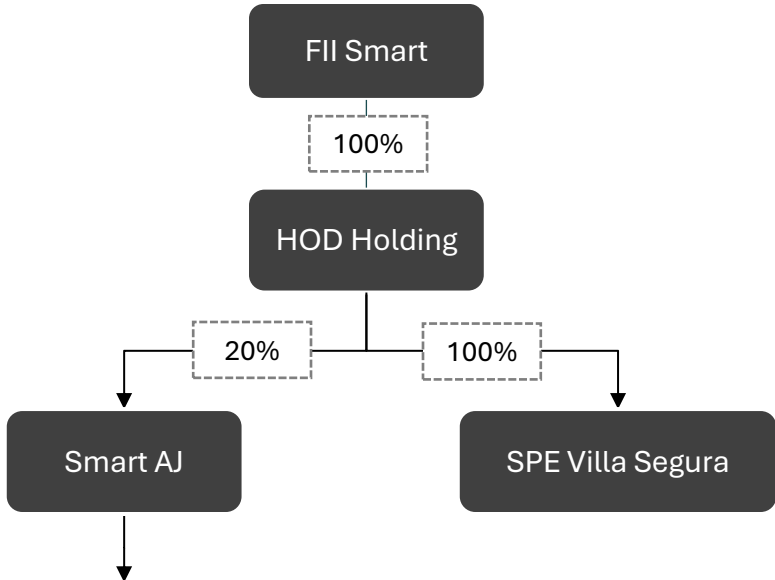 FII Smart
100%
HOD Holding
20%
100%
Smart AJ
SPE Villa Segura